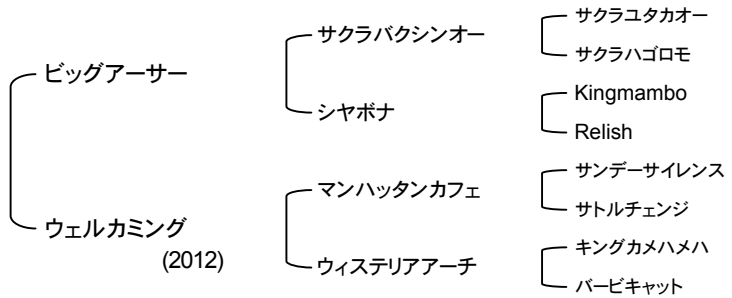 ビッグアーサー
ウェルカミング
(2012)
サクラバクシンオー
シヤボナ
マンハッタンカフェ
ウィステリアアーチ
サクラユタカオー
サクラハゴロモ
Kingmambo
Relish
サンデーサイレンス
サトルチェンジ
キングカメハメハ
バービキャット